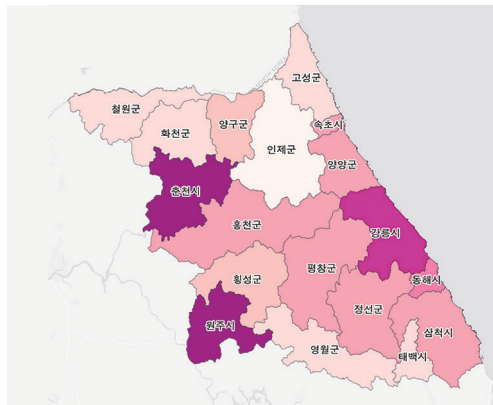 고성군
철원군
양구군
속초시
화천군
인제군
양양군
춘천시
홍천군
강릉시
평창군
횡성군
동해시
정선군
원주시
삼척시
영월군
태백시